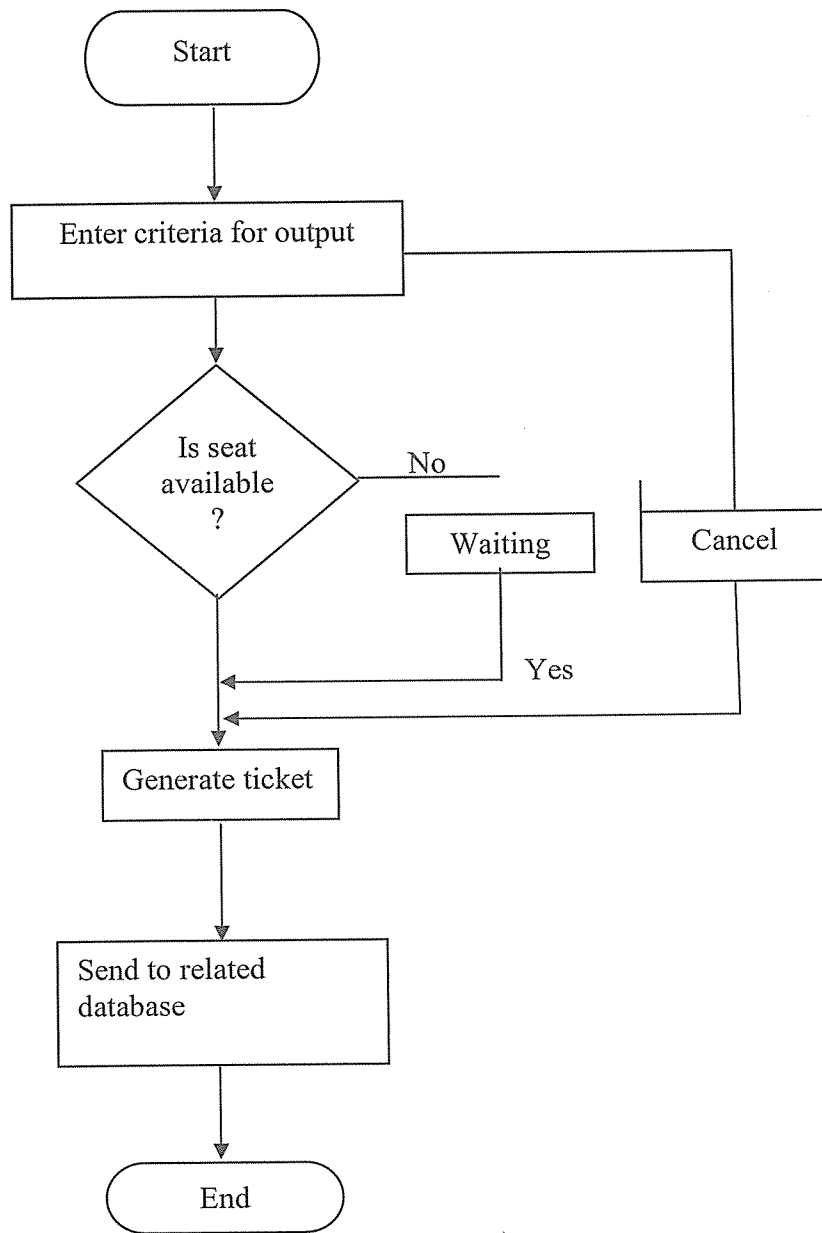 Start
Enter criteria for output
Is seat
available
?
No
Waiting
Cancel
Yes
Generate ticket
Send to related
database
End